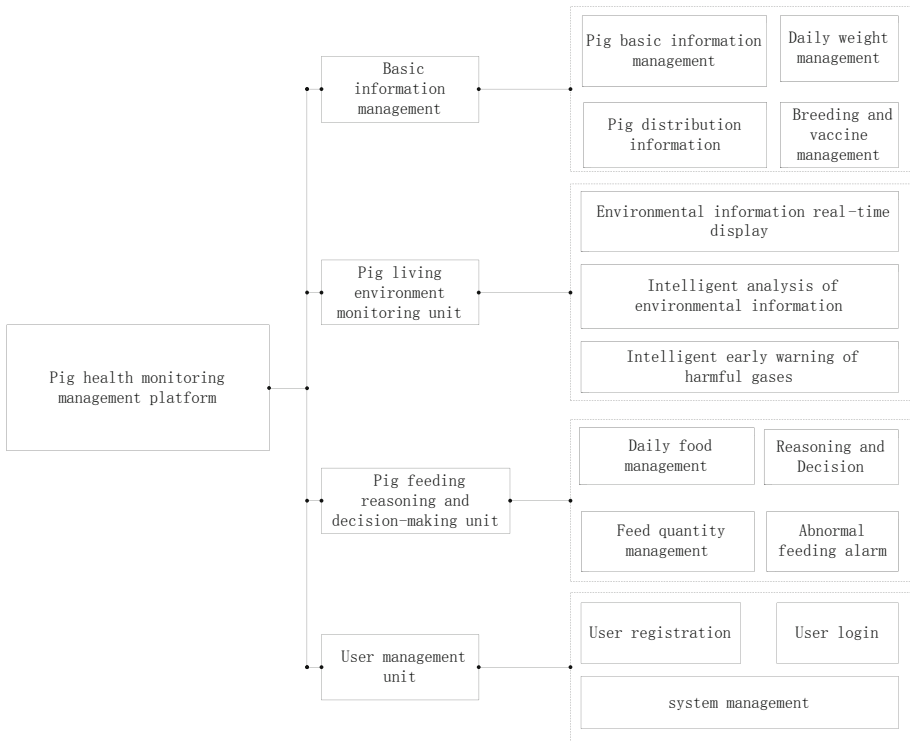 Pig health monitoring
management platform
Basic
information
management
Pig basic information
management
Daily weight
management
Pig distribution
information
Breeding and
vaccine
management
Pig living
environment
monitoring unit
Environmental information real-time
display
Intelligent analysis of
environmental information
Intelligent early warning of
harmful gases
Pig feeding
reasoning and
decision-making unit
Daily food
management
Reasoning and
Decision
Feed quantity
management
Abnormal
feeding alarm
User management
unit
User registration
User login
system management